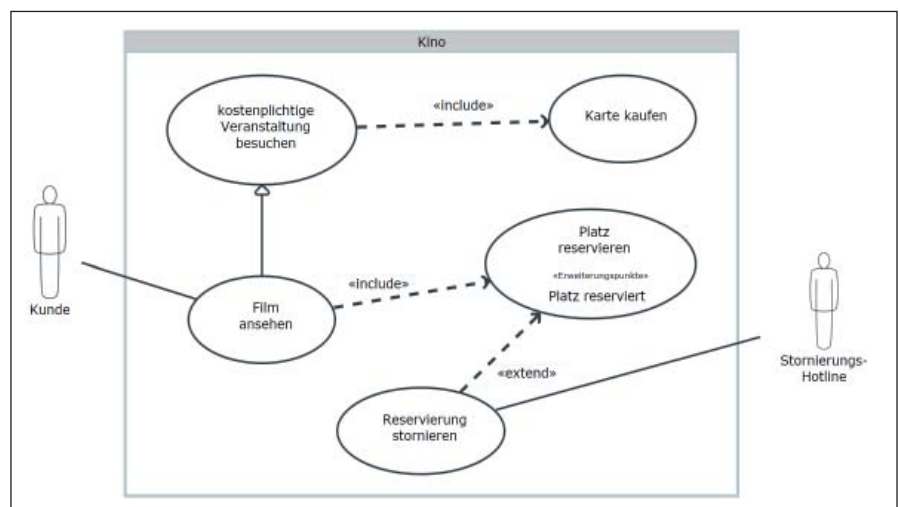 Kino
kostenplichtige
Veranstaltung
besuchen
«include»
Karte kaufen
Platz
reservieren
«Erweiterungspunkte»
Platz reserviert
«include»
Film
ansehen
Kunde
«extend»
Reservierung
stornieren
Stornierungs-
Hotline